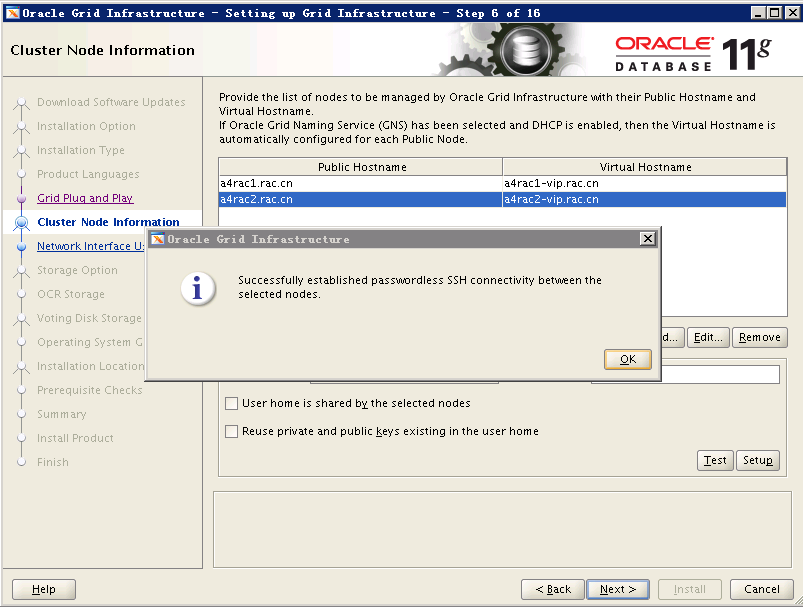 Oracle Grid Infrastructure - Setting up Grid Infrastructure - Step 6 of 16
Cluster Node Information
ORACLE
DATABASE 11g
Download Software Updates
Installation Option
Installation Type
Product Languages
Grid Plug and Play
Cluster Node Information
Network Interface
Storage Option
OCR Storage
Voting Disk Storage
Operating System
Installation Location
Prerequisite Checks
Summary
Install Product
Finish
Provide the list of nodes to be managed by Oracle Grid Infrastructure with their Public Hostname and
Virtual Hostname.
If Oracle Grid Naming Service (GNS) has been selected and DHCP is enabled, then the Virtual Hostname is
automatically configured for each Public Node.
Public Hostname Virtual Hostname
a4rac1.rac.cn a4rac1-vip.rac.cn
a4rac2.rac.cn a4rac2-vip.rac.cn
Oracle Grid Infrastructure
Successfully established passwordless SSH connectivity between the
selected nodes.
OK
Edit... Remove
User home is shared by the selected nodes
Reuse private and public keys existing in the user home
Test Setup
Help < Back Next > Install Cancel